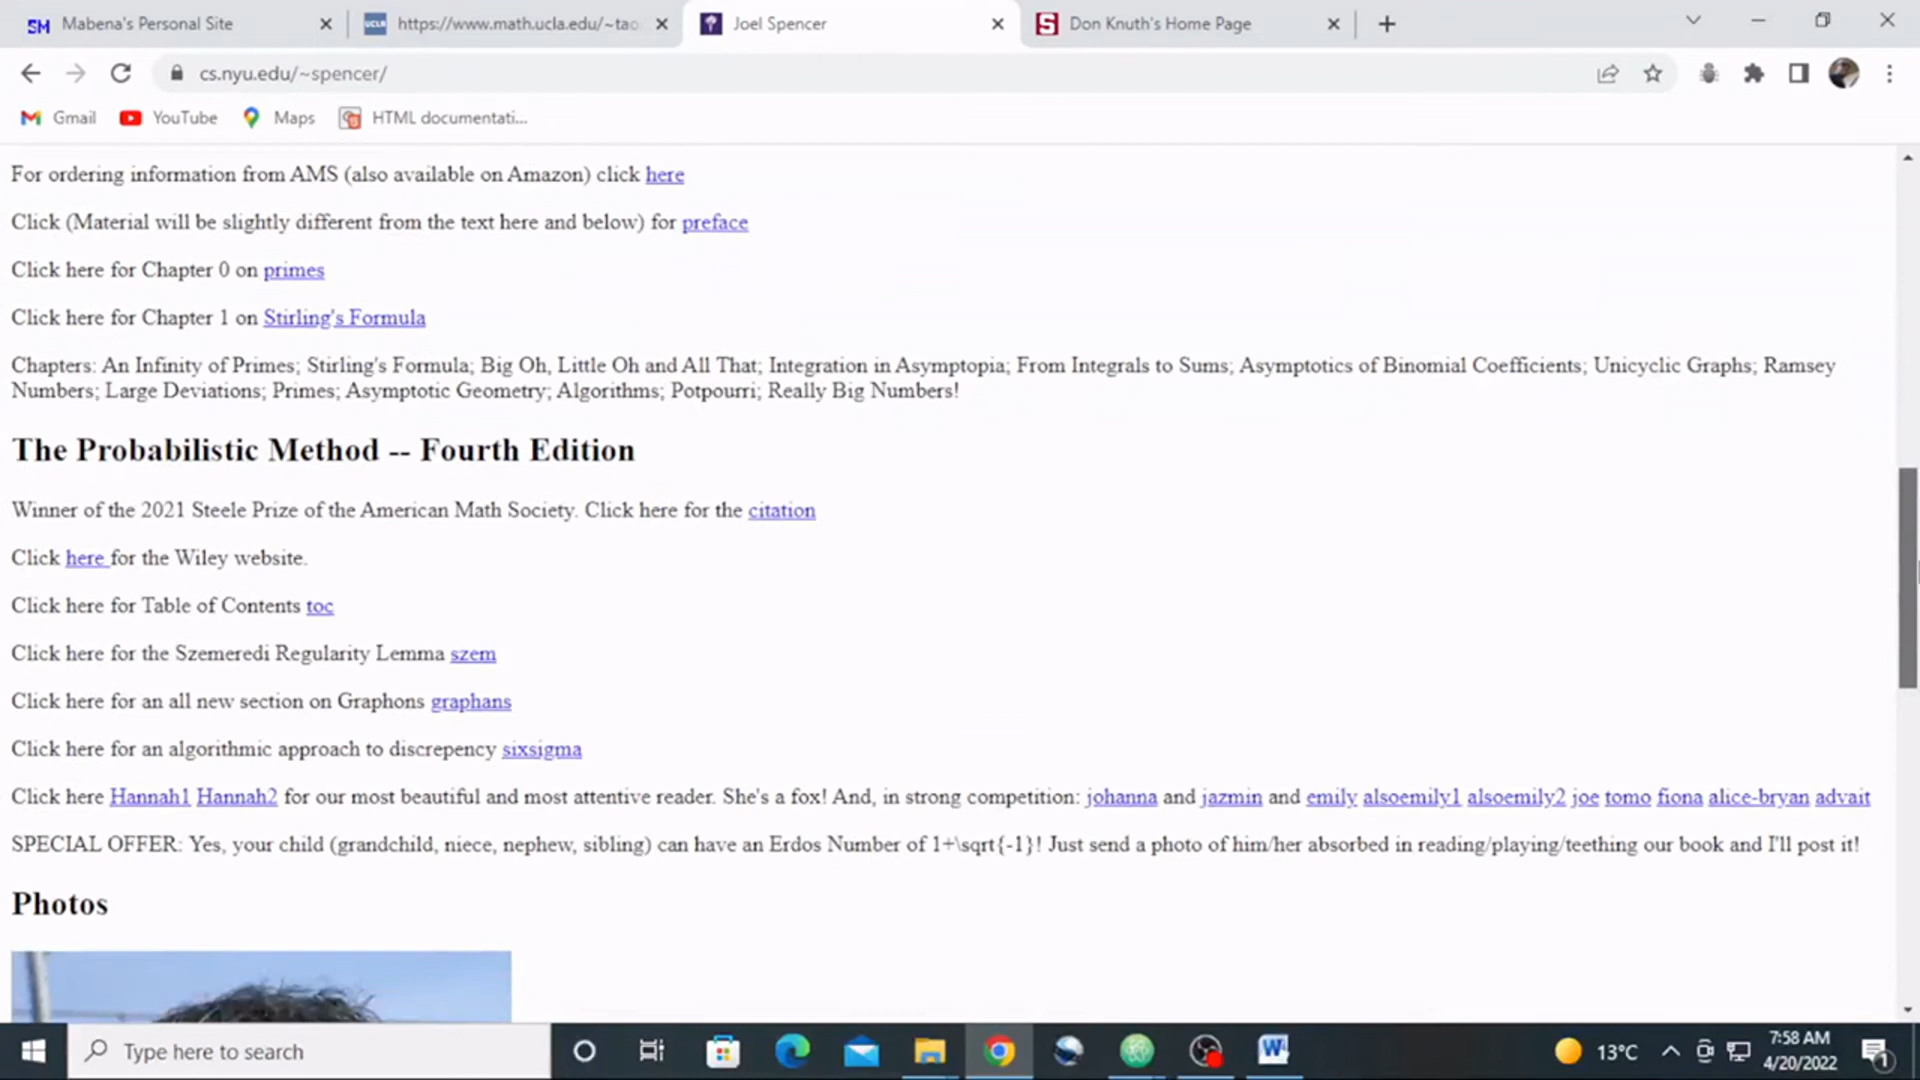 Mabena's Personal Site
https://www.math.ucla.edu/~tao
Joel Spencer
Don Knuth's Home Page
cs.nyu.edu/~spencer/
Gmail
YouTube
Maps
HTML documentati...
For ordering information from AMS (also available on Amazon) click here
Click (Material will be slightly different from the text here and below) for preface
Click here for Chapter 0 on primes
Click here for Chapter 1 on Stirling's Formula
Chapters: An Infinity of Primes; Stirling's Formula; Big Oh, Little Oh and All That; Integration in Asymptopia; From Integrals to Sums; Asymptotics of Binomial Coefficients; Unicyclic Graphs; Ramsey
Numbers; Large Deviations; Primes; Asymptotic Geometry; Algorithms; Potpourri; Really Big Numbers!
The Probabilistic Method -- Fourth Edition
Winner of the 2021 Steele Prize of the American Math Society. Click here for the citation
Click here for the Wiley website.
Click here for Table of Contents toc
Click here for the Szemeredi Regularity Lemma szem
Click here for an all new section on Graphons graphans
Click here for an algorithmic approach to discrepency sixsigma
Click here Hannah1 Hannah2 for our most beautiful and most attentive reader. She's a fox! And, in strong competition: johanna and jazmin and emily alsoemily1 alsoemily2 joe tomo fiona alice-bryan advait
SPECIAL OFFER: Yes, your child (grandchild, niece, nephew, sibling) can have an Erdos Number of 1+\sqrt{-1}! Just send a photo of him/her absorbed in reading/playing/teething our book and I'll post it!
Photos
Type here to search
13°C
7:58 AM
4/20/2022
1